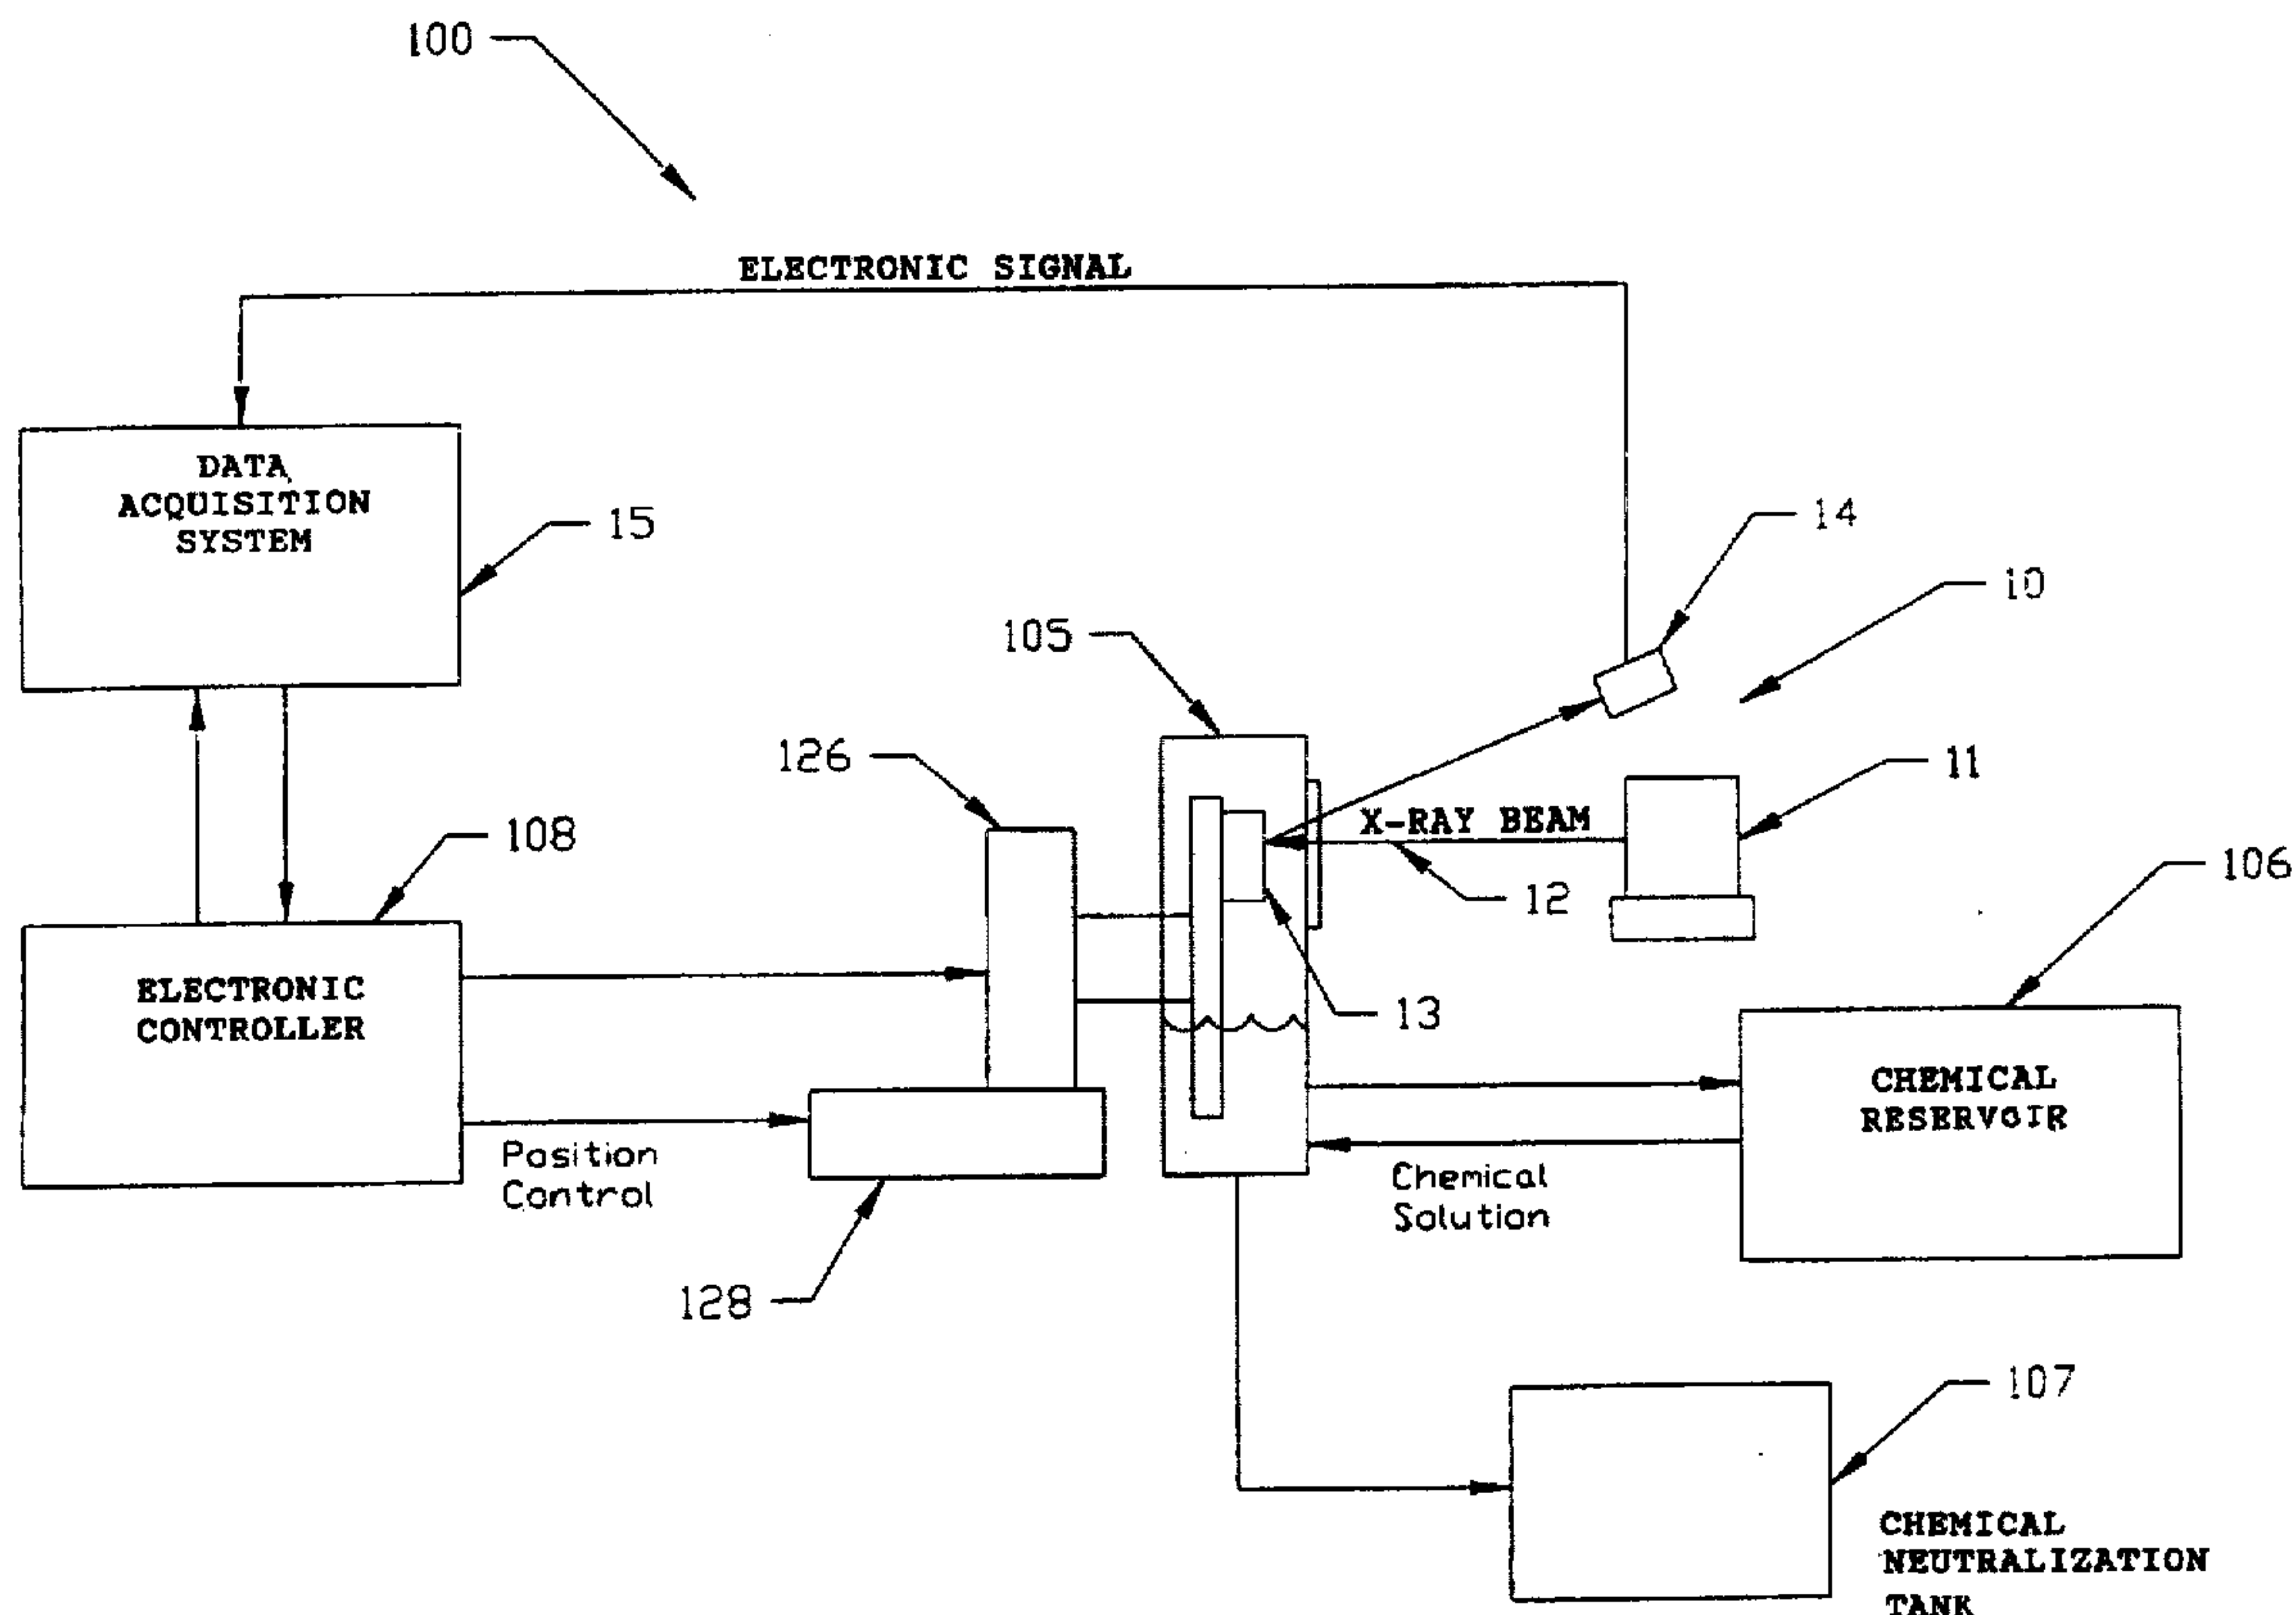 100
ELECTRONIC SIGNAL
DATA
ACQUISITION
SYSTEM
15
14
10
105
126
11
X-RAY BEAM
108
12
106
13
ELECTRONIC
CONTROLLER
CHEMICAL
RESERVOIR
Position
Control
Chemical
Solution
128
107
CHEMICAL
NEUTRALIZATION
TANK